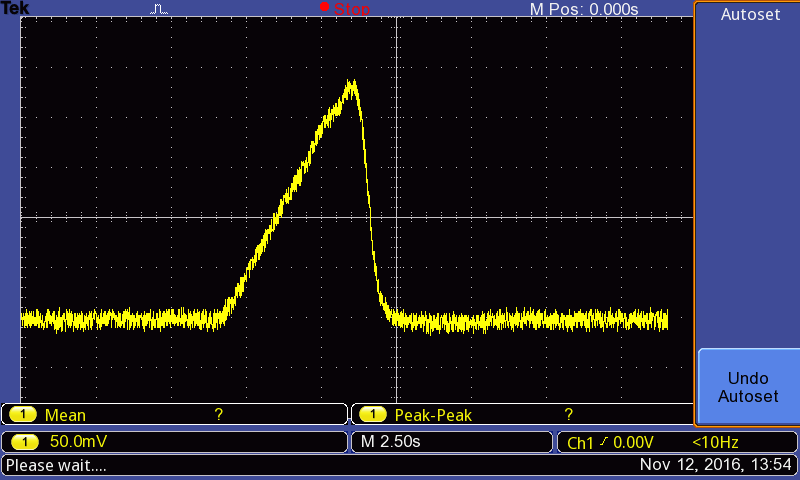 Tek Stop M Pos: 0.000s Autoset
Undo
Autoset
1 Mean ? 1 Peak-Peak ?
1 50.0mV M 2.50s Ch1 0.00V <10Hz
Please wait.... Nov 12, 2016, 13:54